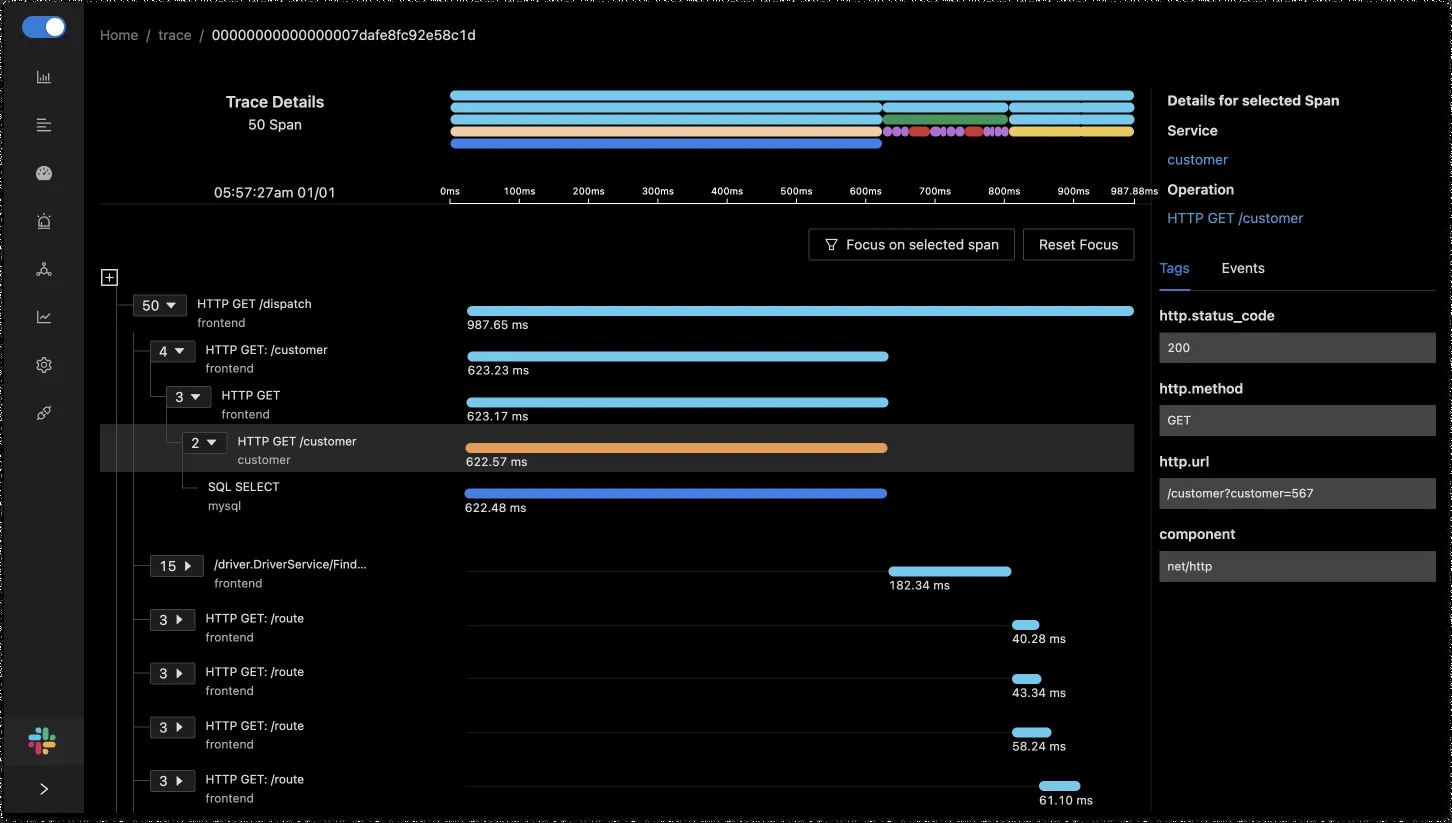 Home / trace / 00000000000000007dafe8fc92e58c1d
Trace Details
50 Span
05:57:27am 01/01
0ms 100ms 200ms 300ms 400ms 500ms 600ms 700ms 800ms 900ms 987.88ms
Focus on selected span Reset Focus
50 HTTP GET /dispatch
frontend
987.65 ms
4 HTTP GET: /customer
frontend
623.23 ms
3 HTTP GET
frontend
623.17 ms
2 HTTP GET /customer
customer
622.57 ms
SQL SELECT
mysql
622.48 ms
15 /driver.DriverService/Find...
frontend
182.34 ms
3 HTTP GET: /route
frontend
40.28 ms
3 HTTP GET: /route
frontend
43.34 ms
3 HTTP GET: /route
frontend
58.24 ms
3 HTTP GET: /route
frontend
61.10 ms
Details for selected Span
Service
customer
Operation
HTTP GET /customer
Tags Events
http.status_code
200
http.method
GET
http.url
/customer?customer=567
component
net/http